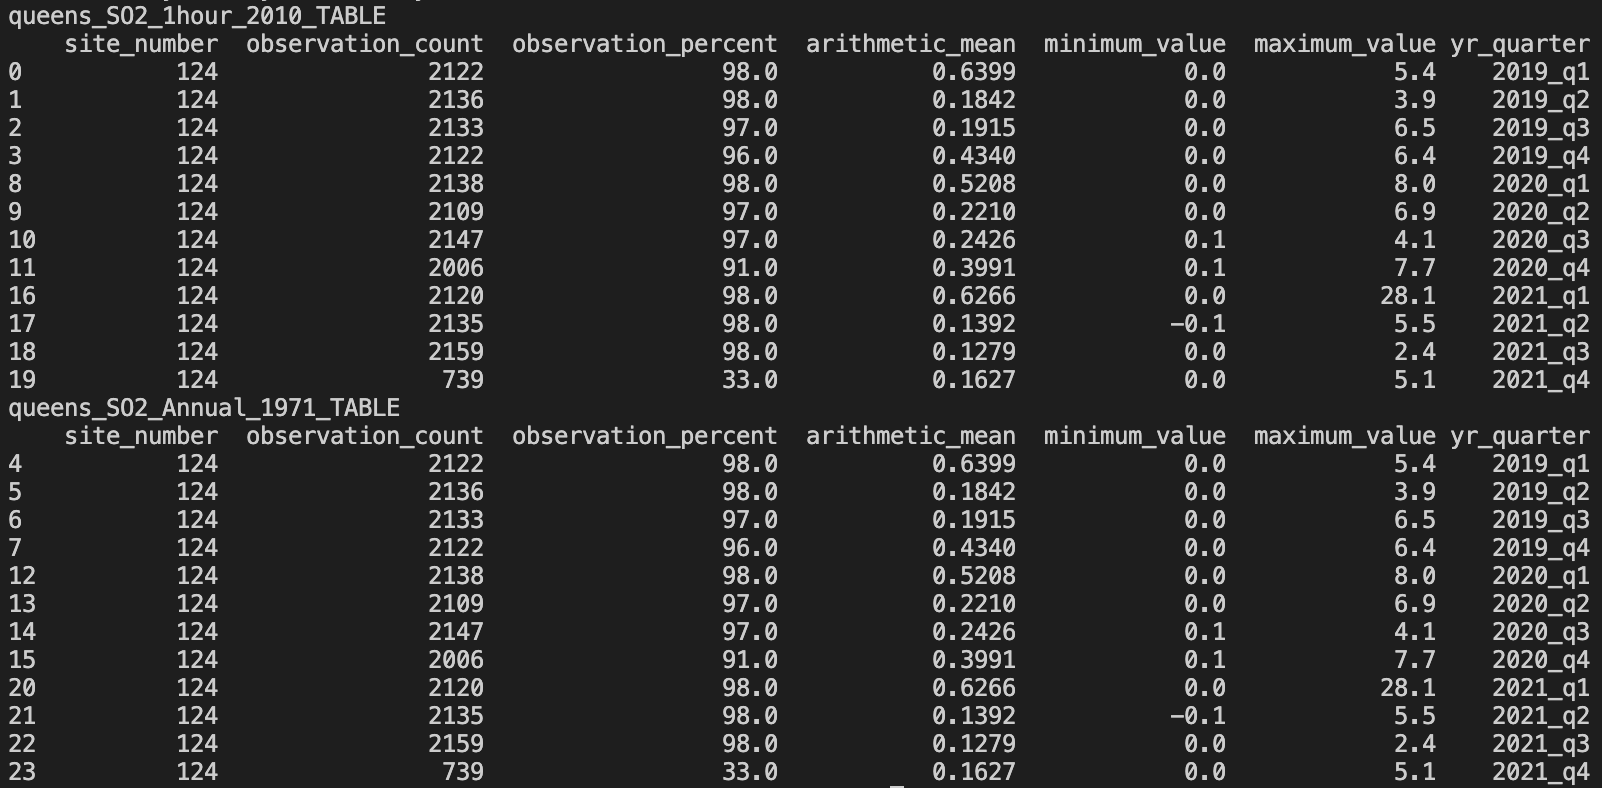 queens_SO2_1hour_2010_TABLE
site_number observation_count observation_percent arithmetic_mean minimum_value maximum_value yr_quarter
0 124 2122 98.0 0.6399 0.0 5.4 2019_q1
1 124 2136 98.0 0.1842 0.0 3.9 2019_q2
2 124 2133 97.0 0.1915 0.0 6.5 2019_q3
3 124 2122 96.0 0.4340 0.0 6.4 2019_q4
8 124 2138 98.0 0.5208 0.0 8.0 2020_q1
9 124 2109 97.0 0.2210 0.0 6.9 2020_q2
10 124 2147 97.0 0.2426 0.1 4.1 2020_q3
11 124 2006 91.0 0.3991 0.1 7.7 2020_q4
16 124 2120 98.0 0.6266 0.0 28.1 2021_q1
17 124 2135 98.0 0.1392 -0.1 5.5 2021_q2
18 124 2159 98.0 0.1279 0.0 2.4 2021_q3
19 124 739 33.0 0.1627 0.0 5.1 2021_q4
queens_SO2_Annual_1971_TABLE
site_number observation_count observation_percent arithmetic_mean minimum_value maximum_value yr_quarter
4 124 2122 98.0 0.6399 0.0 5.4 2019_q1
5 124 2136 98.0 0.1842 0.0 3.9 2019_q2
6 124 2133 97.0 0.1915 0.0 6.5 2019_q3
7 124 2122 96.0 0.4340 0.0 6.4 2019_q4
12 124 2138 98.0 0.5208 0.0 8.0 2020_q1
13 124 2109 97.0 0.2210 0.0 6.9 2020_q2
14 124 2147 97.0 0.2426 0.1 4.1 2020_q3
15 124 2006 91.0 0.3991 0.1 7.7 2020_q4
20 124 2120 98.0 0.6266 0.0 28.1 2021_q1
21 124 2135 98.0 0.1392 -0.1 5.5 2021_q2
22 124 2159 98.0 0.1279 0.0 2.4 2021_q3
23 124 739 33.0 0.1627 0.0 5.1 2021_q4